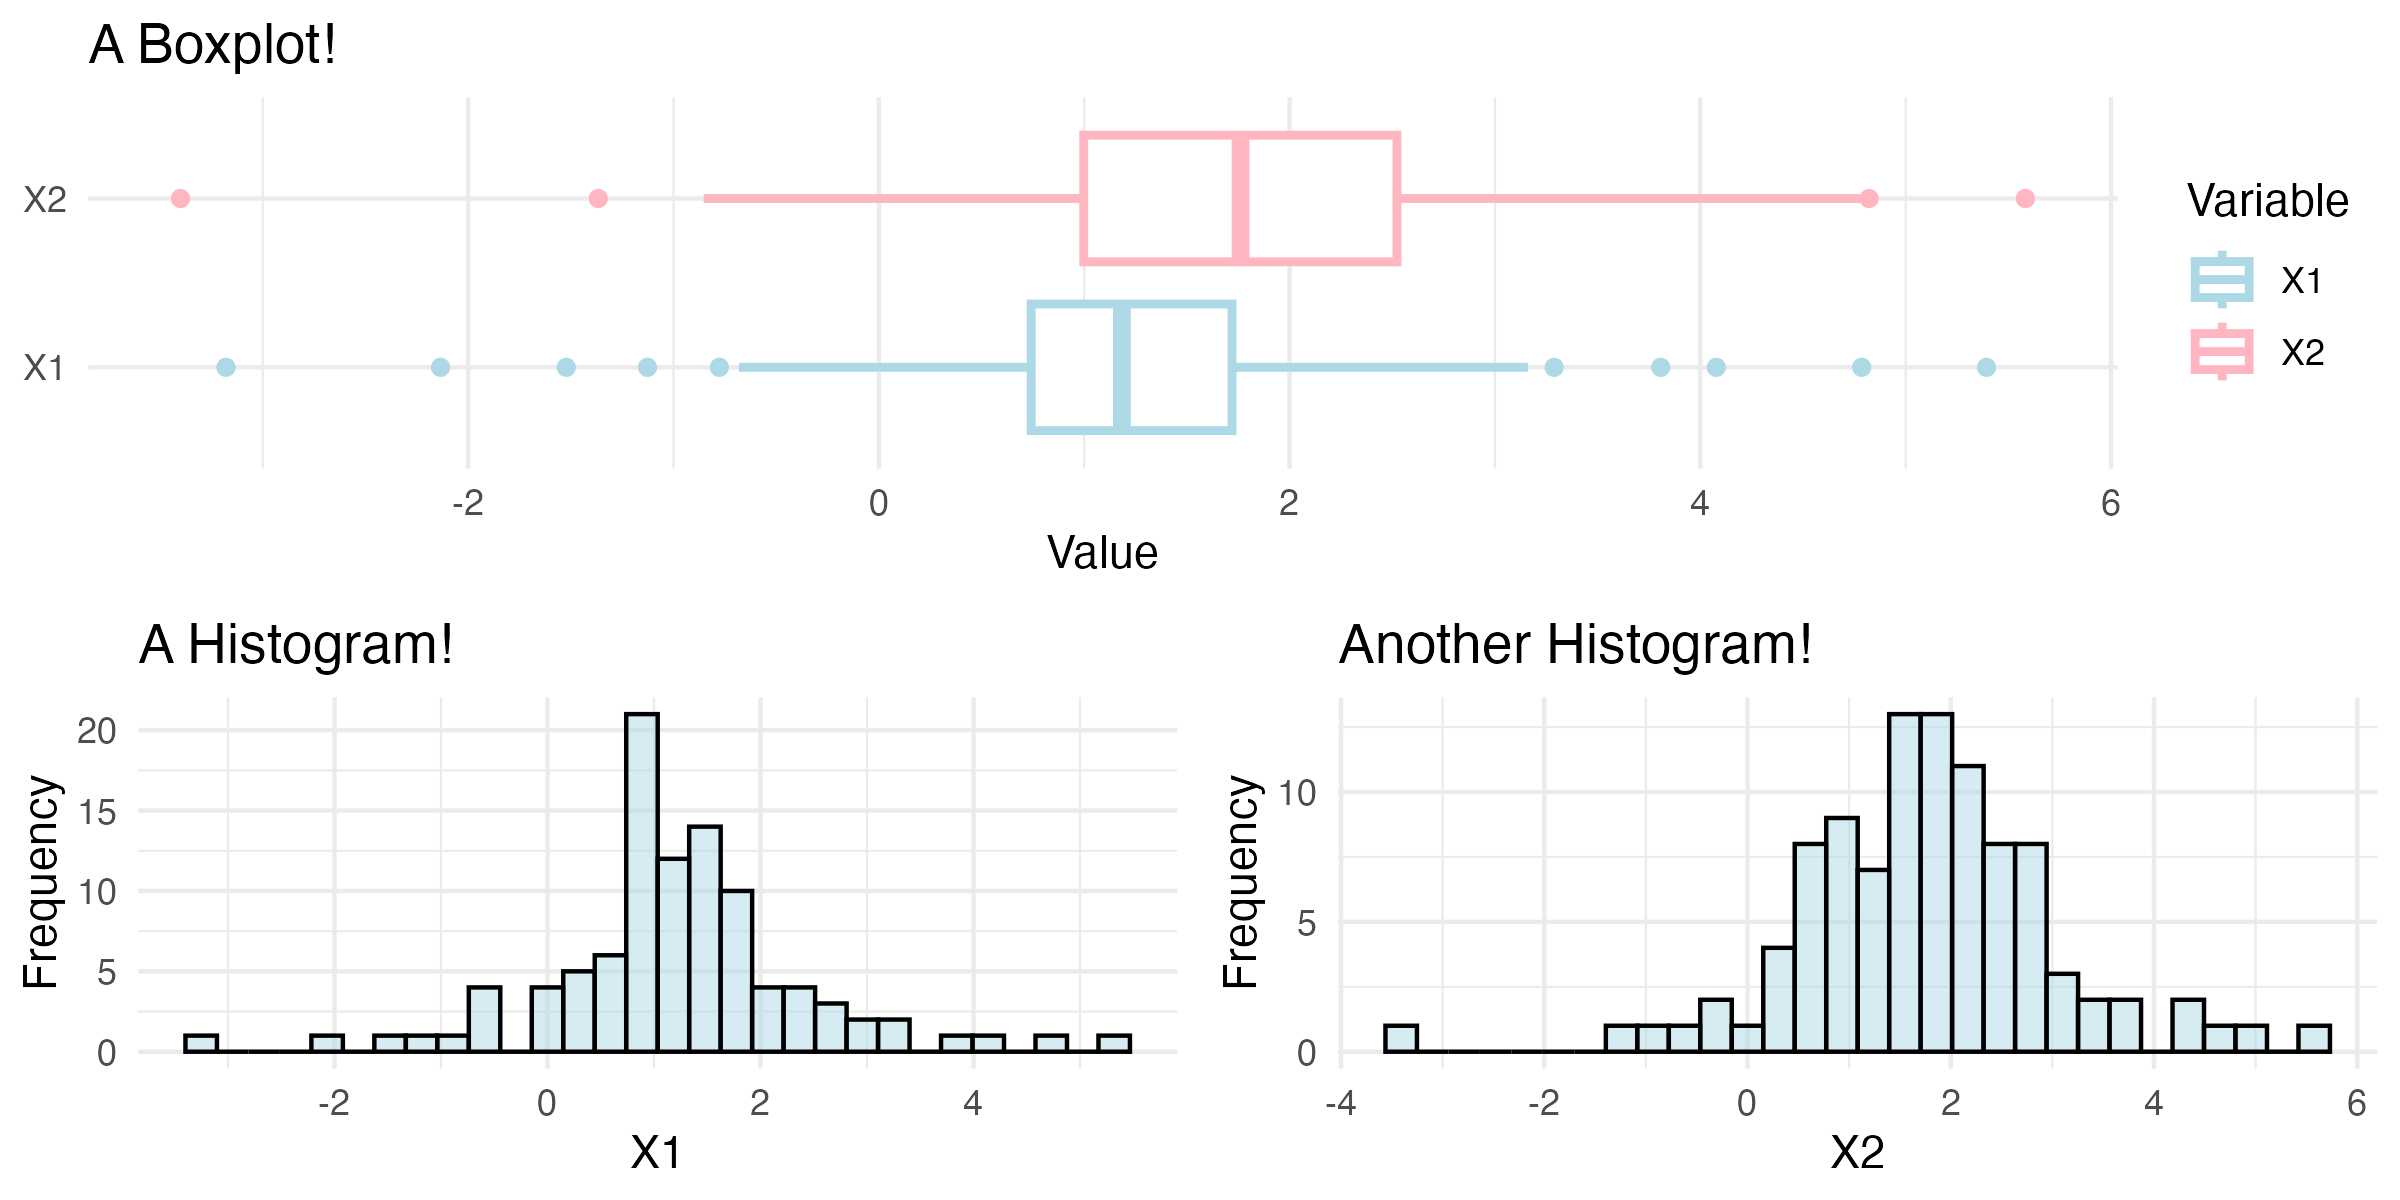 A Boxplot!
X2
X1
-2 0 2 4 6
Value
Variable
X1
X2
A Histogram!
20
15
10
5
0
Frequency
-2 0 2 4
X1
Another Histogram!
10
5
0
Frequency
-4 -2 0 2 4 6
X2